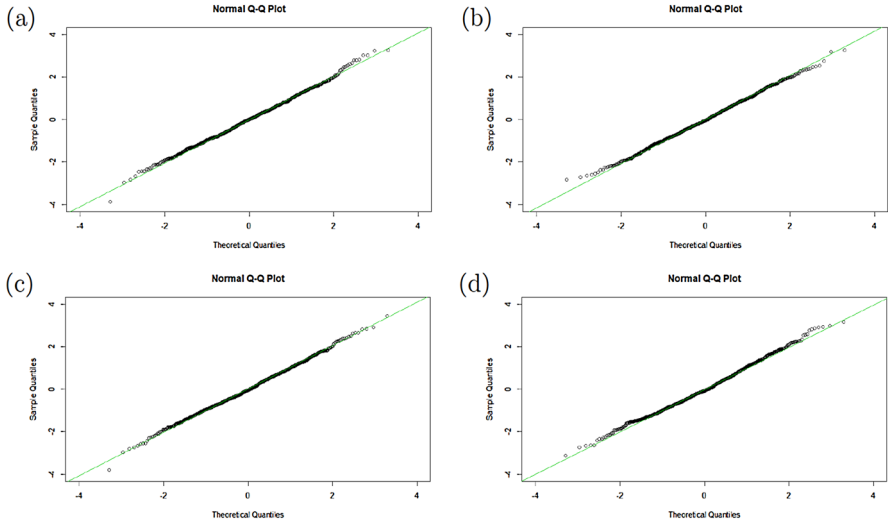 (a)
Normal Q-Q Plot
Sample Quantiles
4
2
0
-2
-4
-4 -2 0 2 4
Theoretical Quantiles
(b)
Normal Q-Q Plot
Sample Quantiles
4
2
0
-2
-4
-4 -2 0 2 4
Theoretical Quantiles
(c)
Normal Q-Q Plot
Sample Quantiles
4
2
0
-2
-4
-4 -2 0 2 4
Theoretical Quantiles
(d)
Normal Q-Q Plot
Sample Quantiles
4
2
0
-2
-4
-4 -2 0 2 4
Theoretical Quantiles